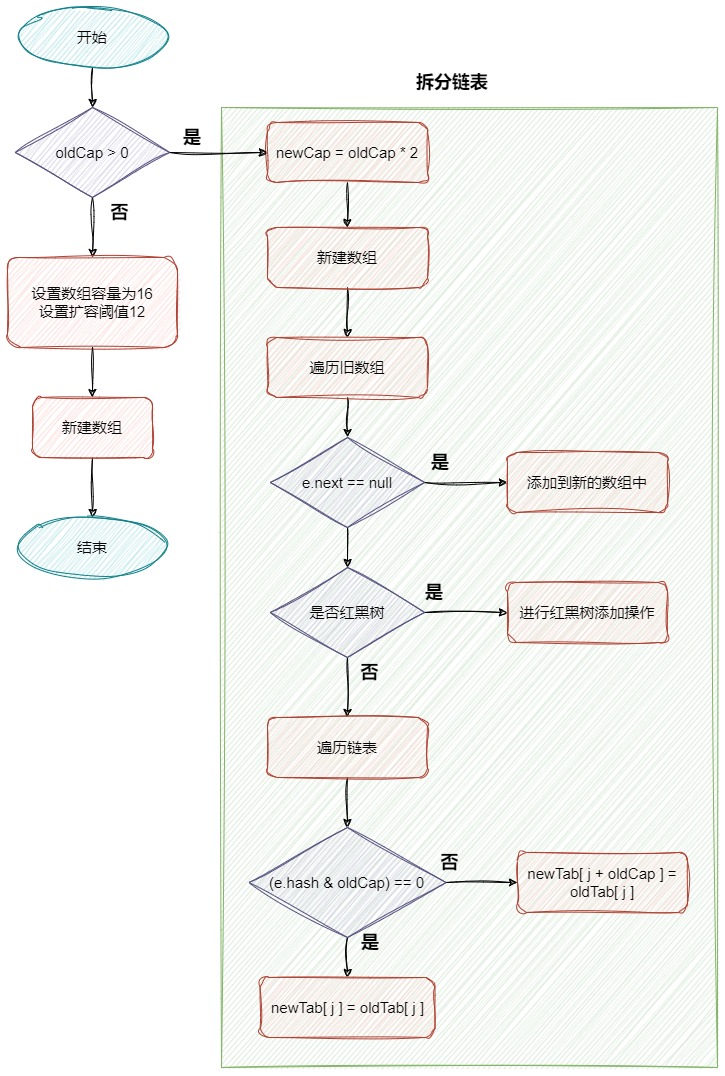 开始
拆分链表
oldCap > 0
是
newCap = oldCap * 2
否
新建数组
设置数组容量为16
设置扩容阈值12
遍历旧数组
新建数组
e.next == null
是
添加到新的数组中
结束
是否红黑树
是
进行红黑树添加操作
否
遍历链表
(e.hash & oldCap) == 0
否
newTab[ j + oldCap ] =
oldTab[ j ]
是
newTab[ j ] = oldTab[ j ]